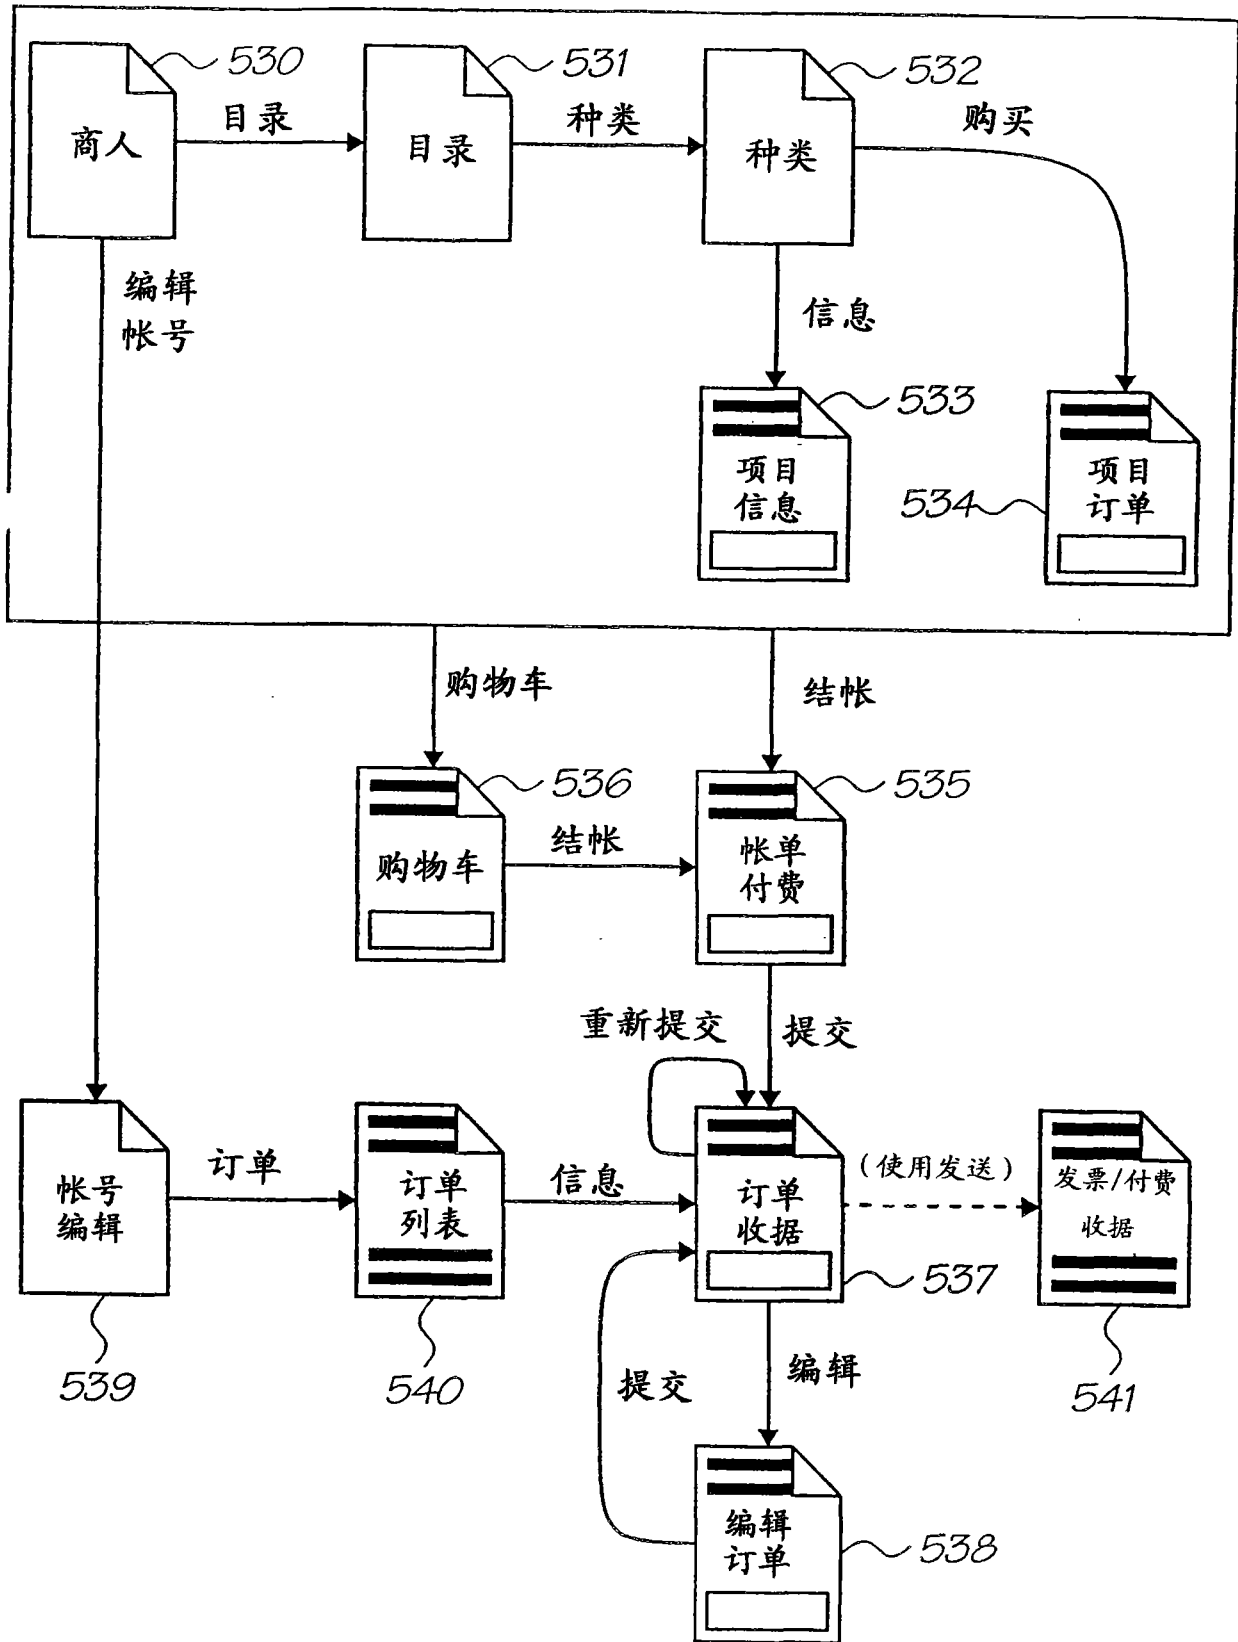 530
531
532
目录
种类
购买
商人
目录
种类
编辑
帐号
信息
533
项目
信息
534
项目
订单
购物车
结帐
536
535
结帐
购物车
帐单
付费
重新提交
提交
订单
信息
(使用发送)
帐号
编辑
订单
列表
订单
收据
发票/付费
收据
537
539
540
提交
编辑
541
编辑
订单
538